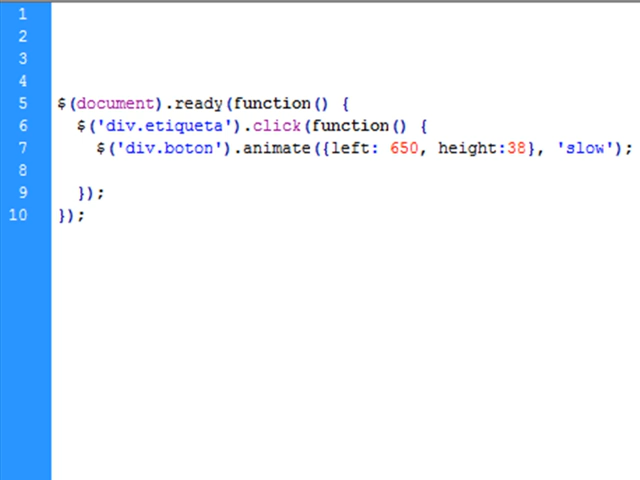 1
2
3
4
5 $(document).ready(function() {
6 $('div.etiqueta').click(function() {
7 $('div.boton').animate({left: 650, height:38}, 'slow');
8
9 });
10 });